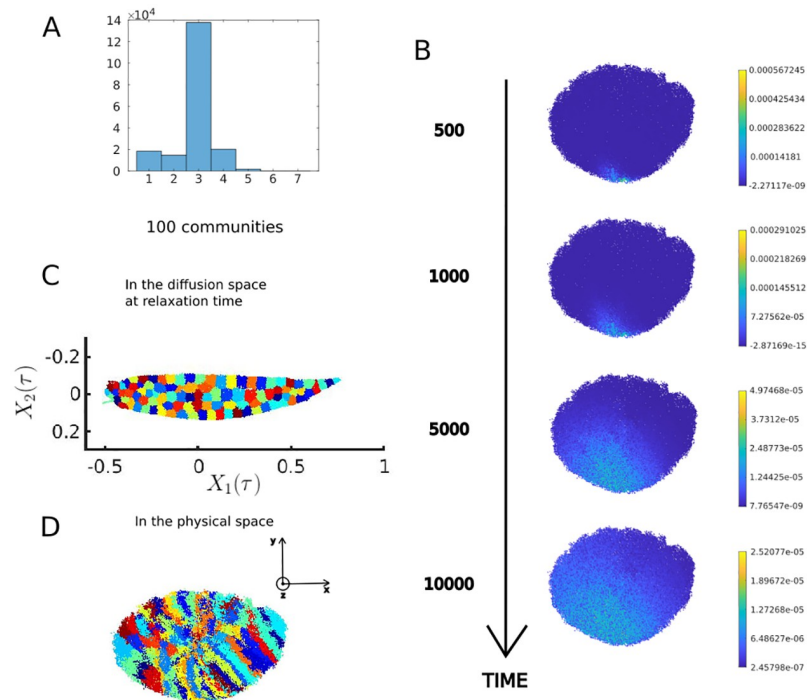 A
×10^4
14
12
10
8
6
4
2
0
1 2 3 4 5 6 7
100 communities
C
In the diffusion space
at relaxation time
X_2(τ)
-0.2
0
0.2
-0.5 0 0.5 1
X_1(τ)
D
In the physical space
y
z
x
B
500
0.000567245
0.000425434
0.000283622
0.00014181
-2.27117e-09
1000
0.000291025
0.000218269
0.000145512
7.27562e-05
-2.87169e-15
5000
4.97468e-05
3.7312e-05
2.48773e-05
1.24425e-05
7.76547e-09
10000
2.52077e-05
1.89672e-05
1.27268e-05
6.48627e-06
2.45798e-07
TIME